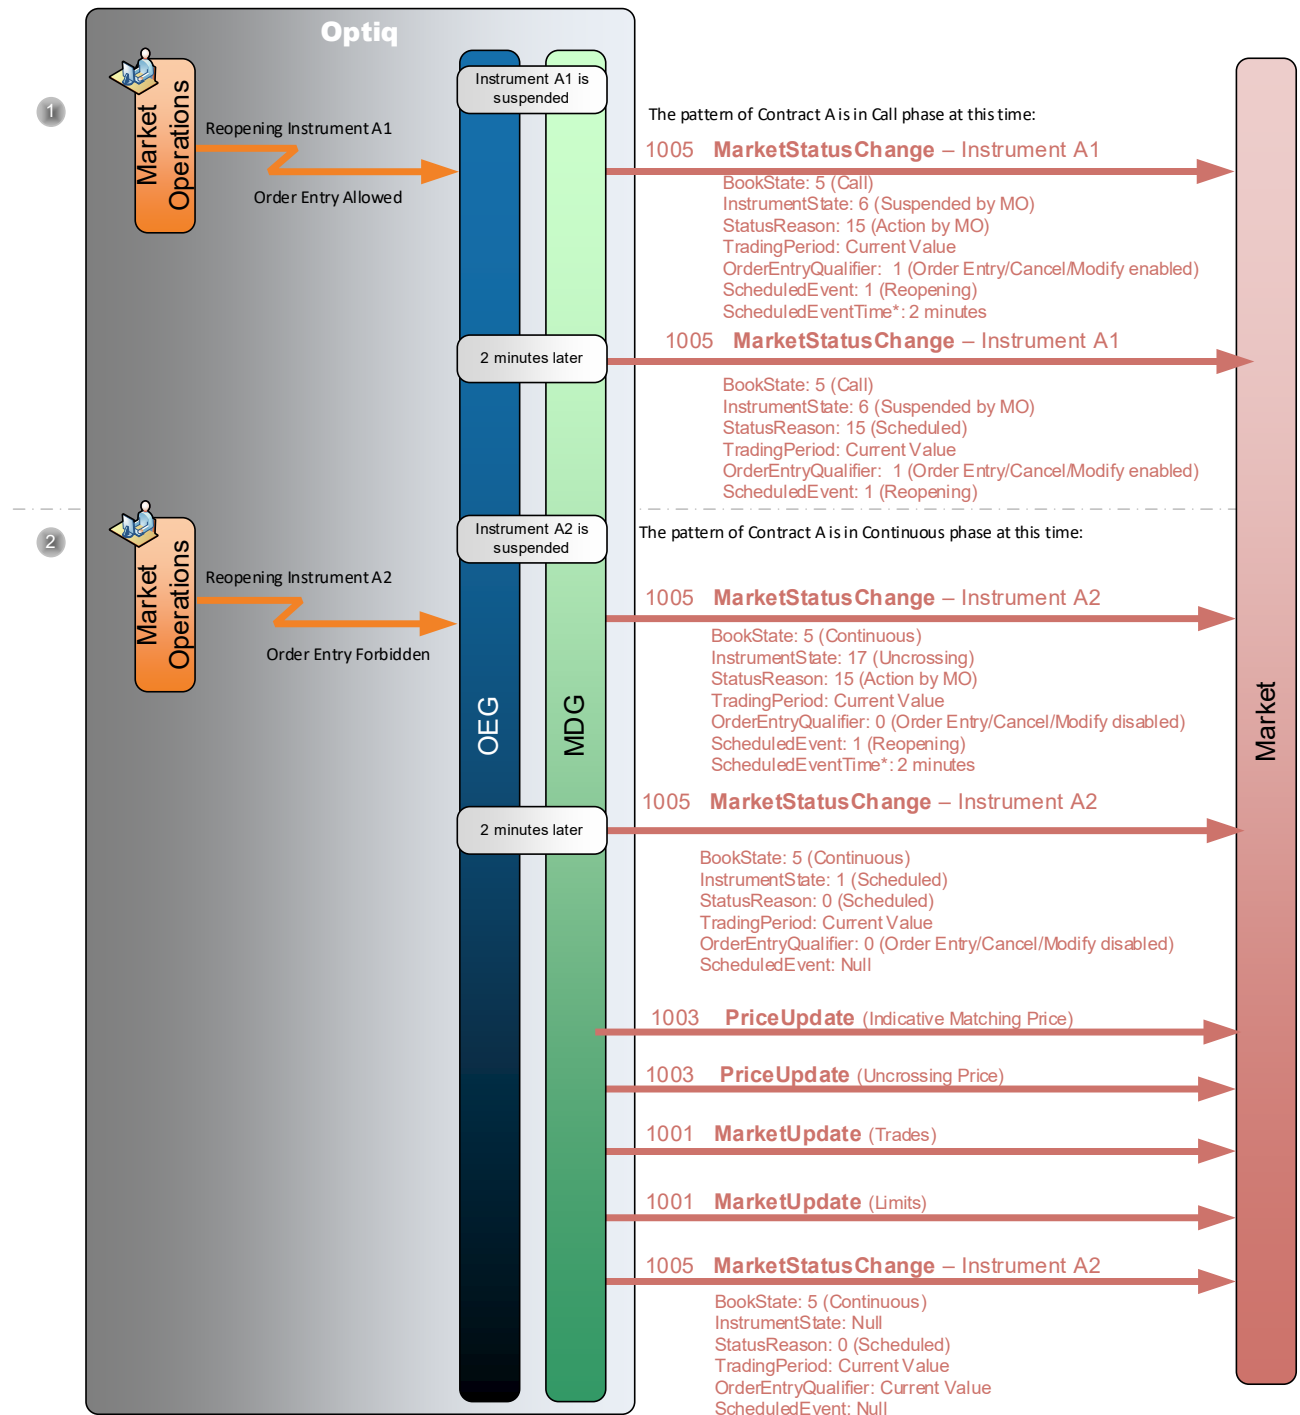 Optiq
Instrument A1 is
suspended
1
Market
Operations
Reopening Instrument A1
Order Entry Allowed
The pattern of Contract A is in Call phase at this time:
1005 MarketStatusChange – Instrument A1
BookState: 5 (Call)
InstrumentState: 6 (Suspended by MO)
StatusReason: 15 (Action by MO)
TradingPeriod: Current Value
OrderEntryQualifier: 1 (Order Entry/Cancel/Modify enabled)
ScheduledEvent: 1 (Reopening)
ScheduledEventTime*: 2 minutes
2 minutes later
1005 MarketStatusChange – Instrument A1
BookState: 5 (Call)
InstrumentState: 6 (Suspended by MO)
StatusReason: 15 (Scheduled)
TradingPeriod: Current Value
OrderEntryQualifier: 1 (Order Entry/Cancel/Modify enabled)
ScheduledEvent: 1 (Reopening)
2
Market
Operations
Reopening Instrument A2
Order Entry Forbidden
Instrument A2 is
suspended
The pattern of Contract A is in Continuous phase at this time:
1005 MarketStatusChange – Instrument A2
BookState: 5 (Continuous)
InstrumentState: 17 (Uncrossing)
StatusReason: 15 (Action by MO)
TradingPeriod: Current Value
OrderEntryQualifier: 0 (Order Entry/Cancel/Modify disabled)
ScheduledEvent: 1 (Reopening)
ScheduledEventTime*: 2 minutes
OEG
MDG
Market
2 minutes later
1005 MarketStatusChange – Instrument A2
BookState: 5 (Continuous)
InstrumentState: 1 (Scheduled)
StatusReason: 0 (Scheduled)
TradingPeriod: Current Value
OrderEntryQualifier: 0 (Order Entry/Cancel/Modify disabled)
ScheduledEvent: Null
1003 PriceUpdate (Indicative Matching Price)
1003 PriceUpdate (Uncrossing Price)
1001 MarketUpdate (Trades)
1001 MarketUpdate (Limits)
1005 MarketStatusChange – Instrument A2
BookState: 5 (Continuous)
InstrumentState: Null
StatusReason: 0 (Scheduled)
TradingPeriod: Current Value
OrderEntryQualifier: Current Value
ScheduledEvent: Null